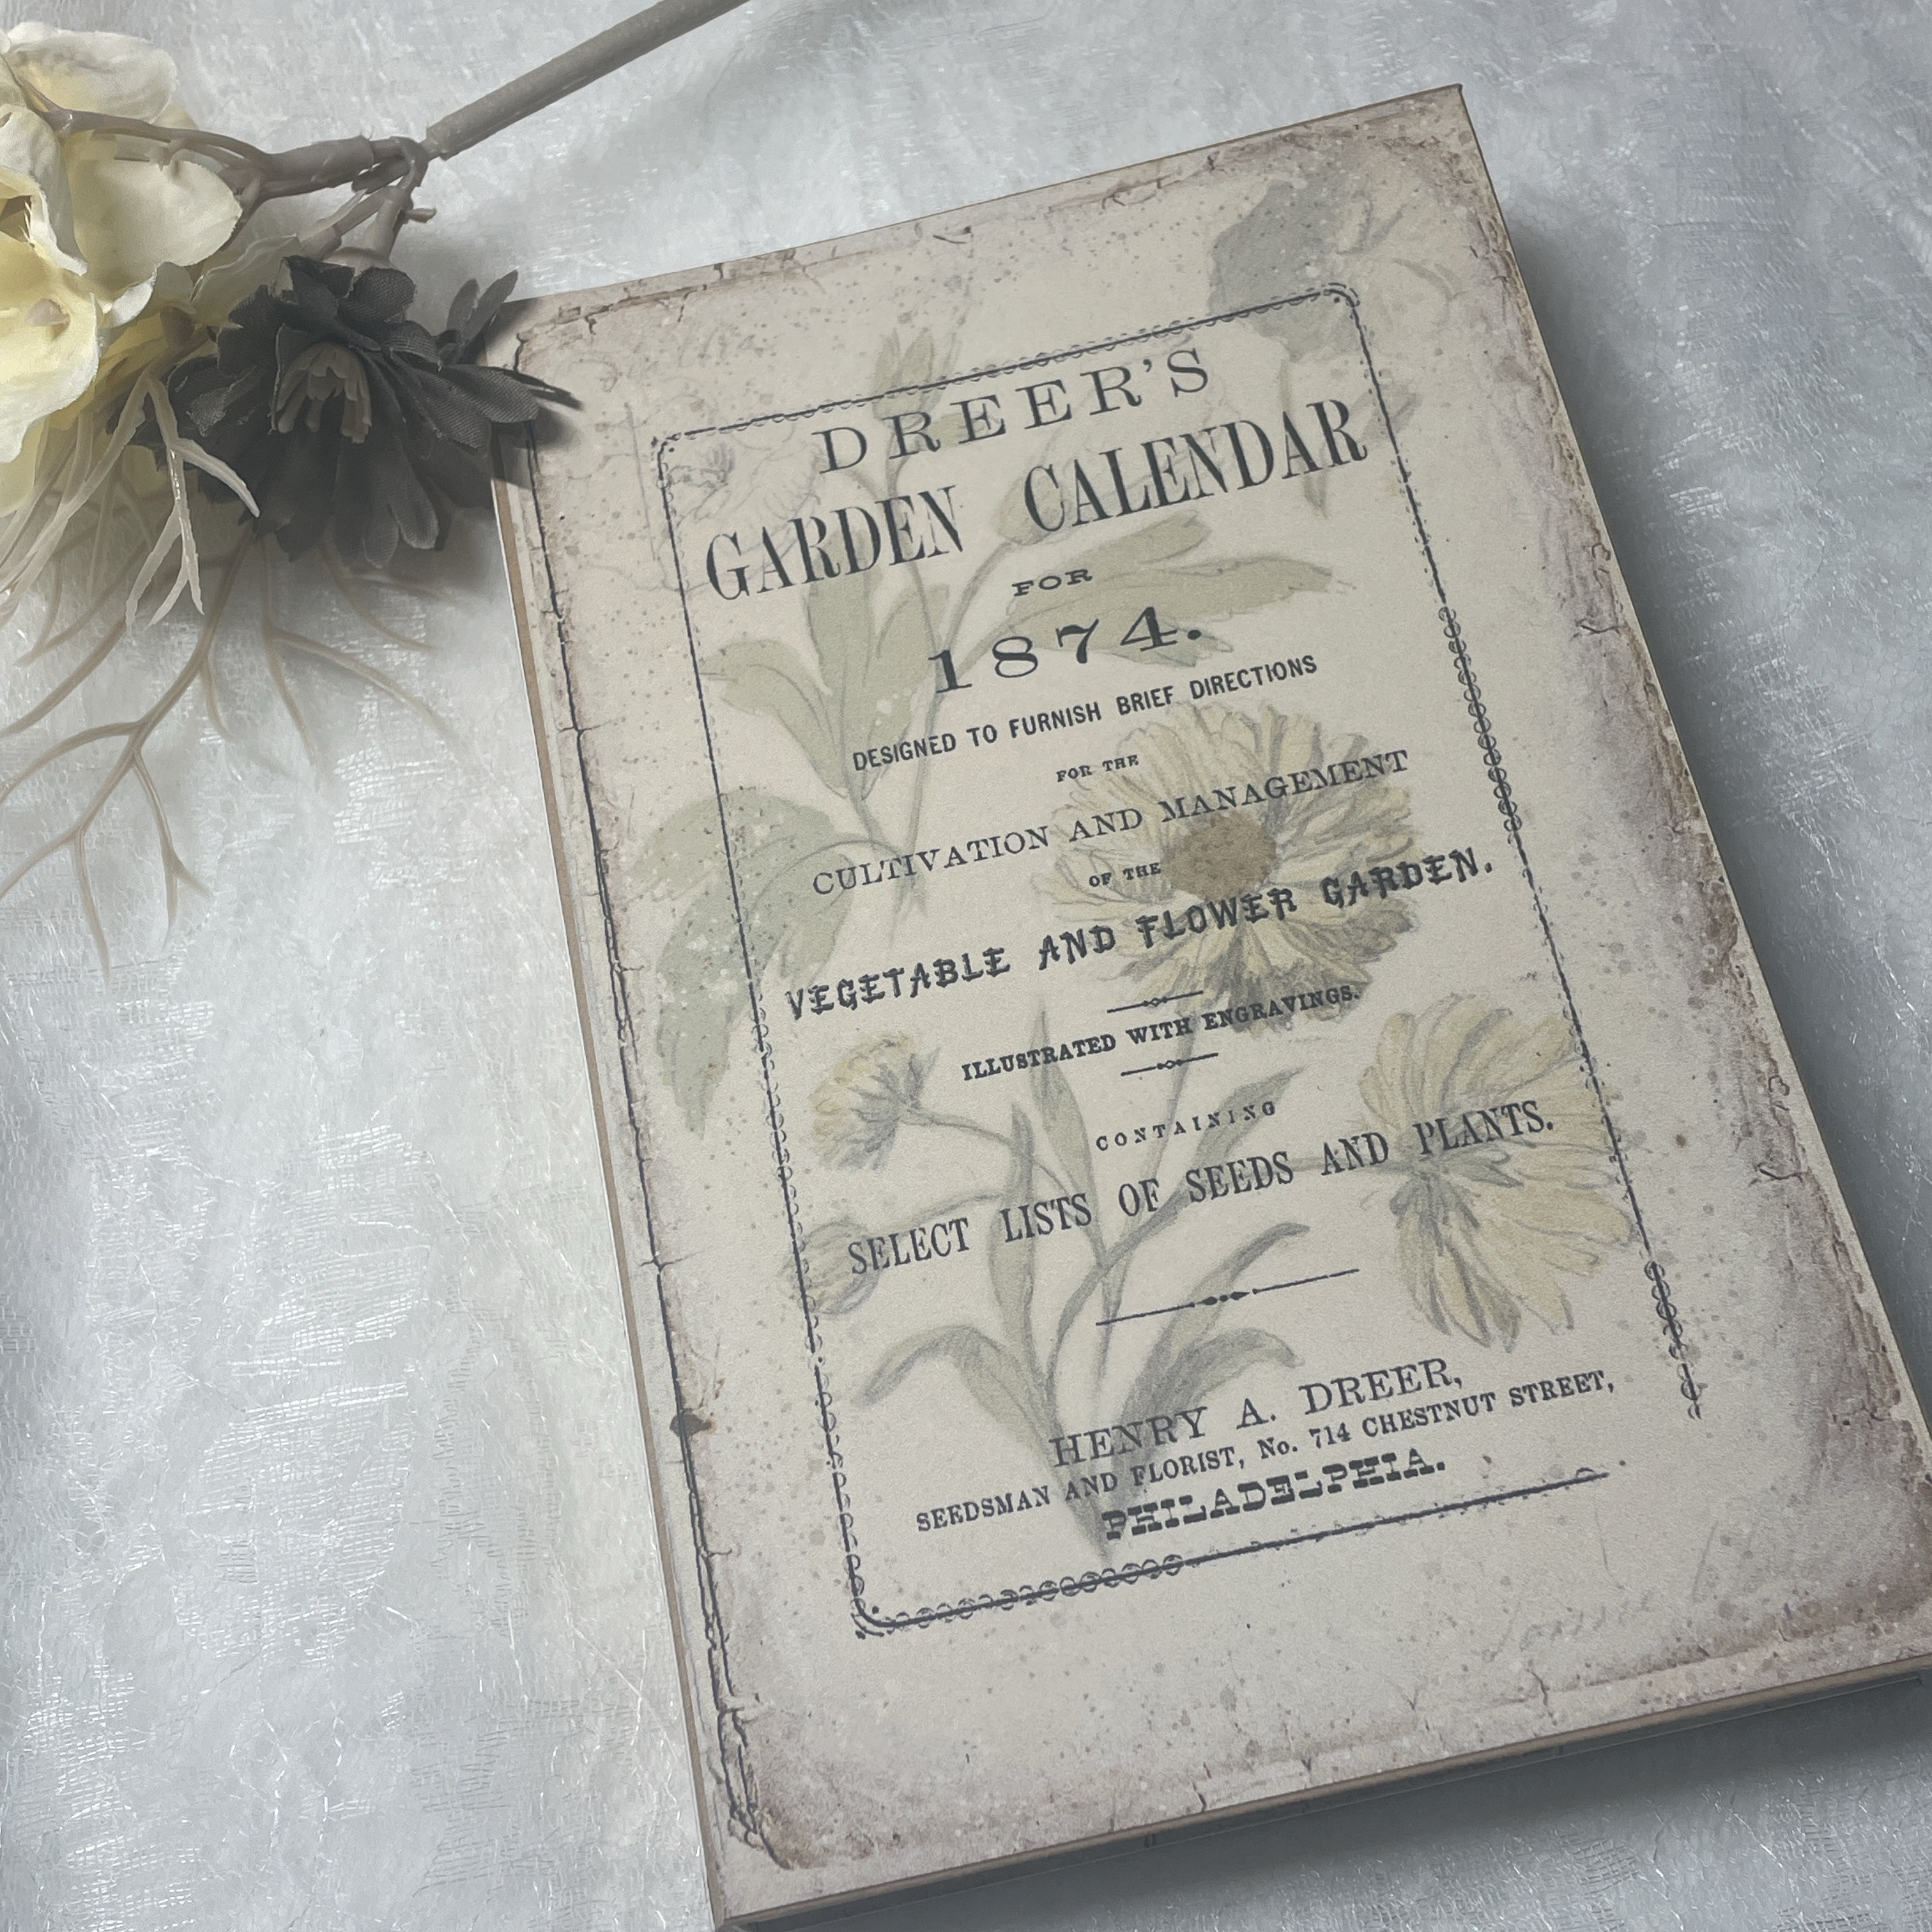 DREER'S
GARDEN CALENDAR
FOR
1874.
DESIGNED TO FURNISH BRIEF DIRECTIONS
FOR THE
CULTIVATION AND MANAGEMENT
OF THE
VEGETABLE AND FLOWER GARDEN.
ILLUSTRATED WITH ENGRAVINGS.
CONTAINING
SELECT LISTS OF SEEDS AND PLANTS.
HENRY A. DREER,
SEEDSMAN AND FLORIST, No. 714 CHESTNUT STREET,
PHILADELPHIA.